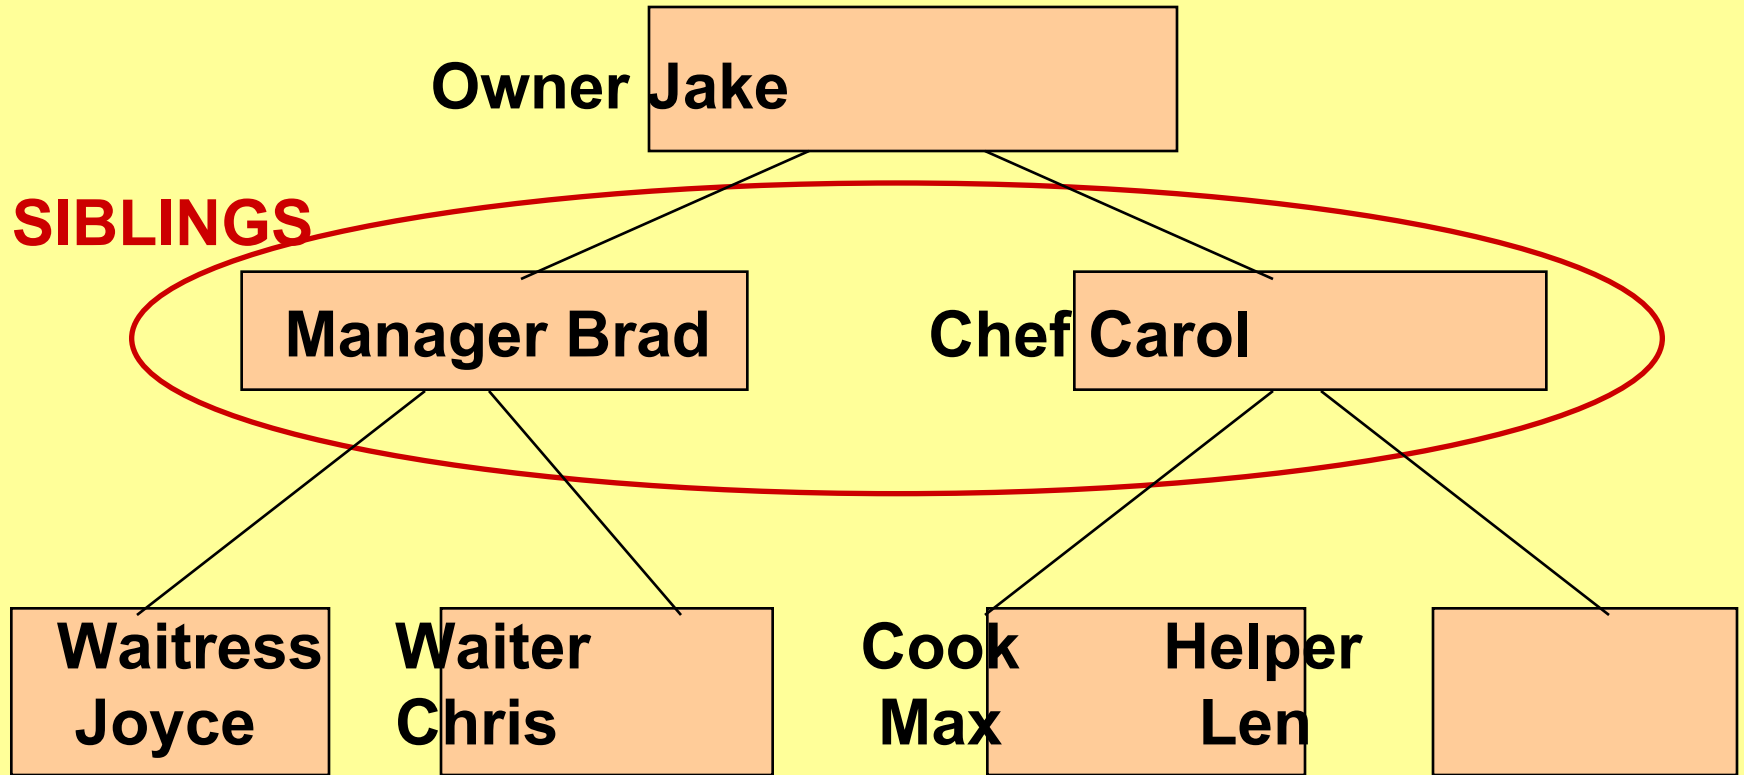 Owner Jake
SIBLINGS
Manager Brad Chef Carol
Waitress Waiter Cook Helper
Joyce Chris Max Len